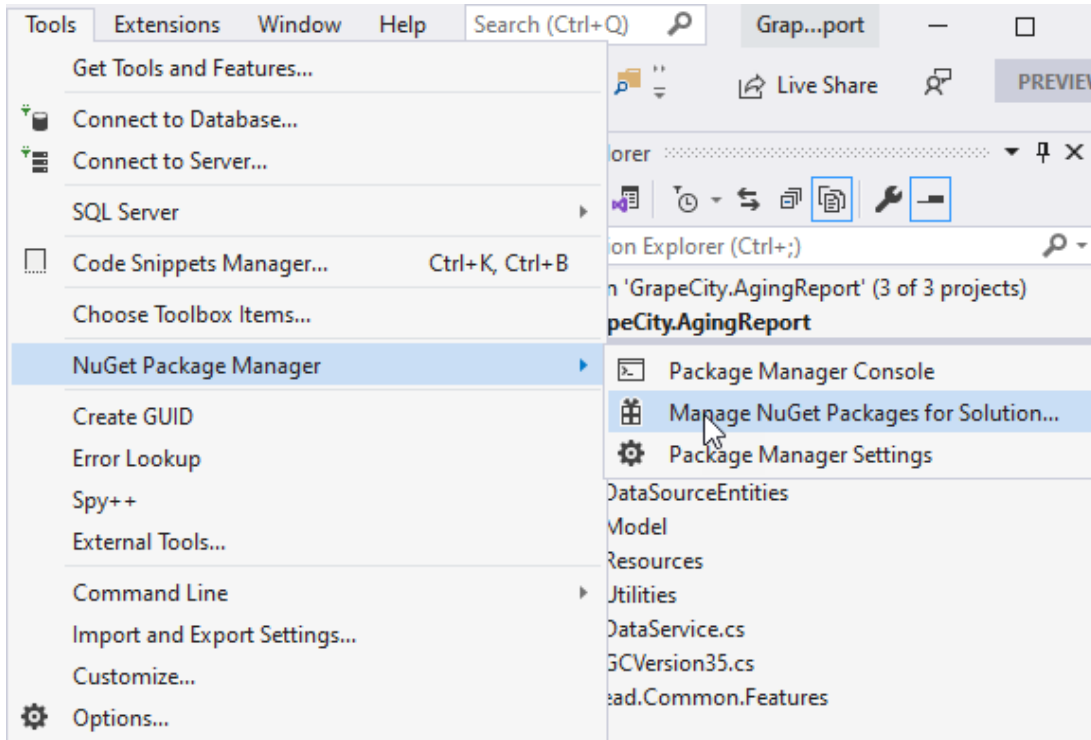 Tools Extensions Window Help Search (Ctrl+Q) Grap...port
Get Tools and Features...
Live Share PREVIEW
Connect to Database...
Connect to Server...
orer
SQL Server
ion Explorer (Ctrl+;)
Code Snippets Manager... Ctrl+K, Ctrl+B
n 'GrapeCity.AgingReport' (3 of 3 projects)
Choose Toolbox Items...
peCity.AgingReport
NuGet Package Manager
Package Manager Console
Create GUID
Manage NuGet Packages for Solution...
Error Lookup
Package Manager Settings
Spy++
DataSourceEntities
Model
External Tools...
Resources
Command Line
Utilities
Import and Export Settings...
DataService.cs
GCVersion35.cs
Customize...
ead.Common.Features
Options...